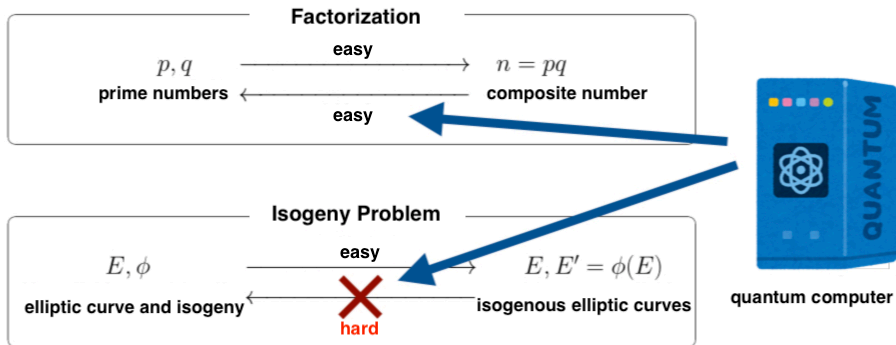 Factorization
easy
p, q
n = pq
prime numbers
composite number
easy
QUANTUM
Isogeny Problem
easy
E, ϕ
E, E′ = ϕ(E)
elliptic curve and isogeny
isogenous elliptic curves
hard
quantum computer